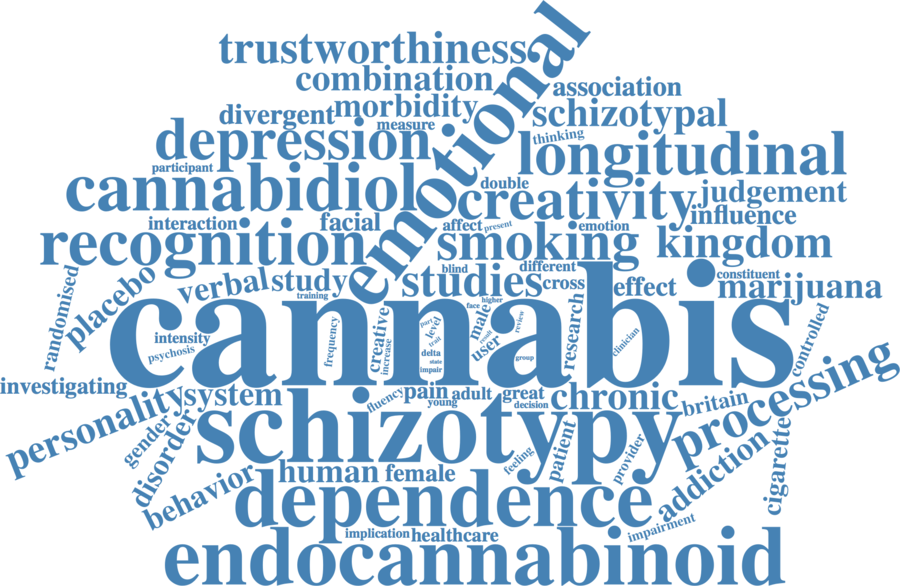 trustworthiness
emotional
combination
association
divergent
morbidity
schizotypal
measure
depression
thinking
longitudinal
participant
cannabidiol
double
creativity
judgement
interaction
facial
affect
present
emotion
influence
recognition
smoking
kingdom
randomised
placebo
verbal
study
studies
blind
different
cross
effect
constituent
marijuana
training
cannabis
intensity
psychosis
frequency
creative
increase
part
level
trait
delta
state
impair
face
higher
male
user
result
review
group
research
clinician
controlled
investigating
personality
system
fluency
pain
young
adult
great
decision
chronic
britain
processing
gender
disorder
schizotypy
feeling
patient
provider
addiction
cigarette
behavior
human
female
dependence
impairment
implication
healthcare
endocannabinoid